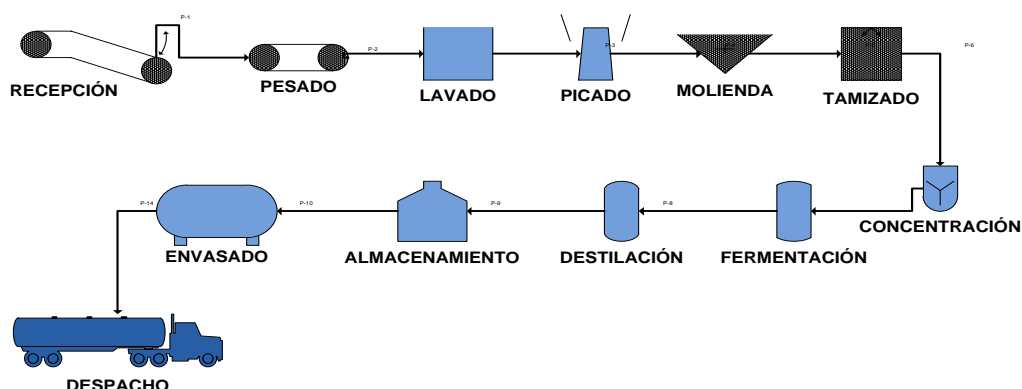 P-1
RECEPCIÓN
PESADO
P-2
LAVADO
P-3
PICADO
MOLIENDA
TAMIZADO
P-6
CONCENTRACIÓN
FERMENTACIÓN
P-8
DESTILACIÓN
P-9
ALMACENAMIENTO
P-10
ENVASADO
P-14
DESPACHO